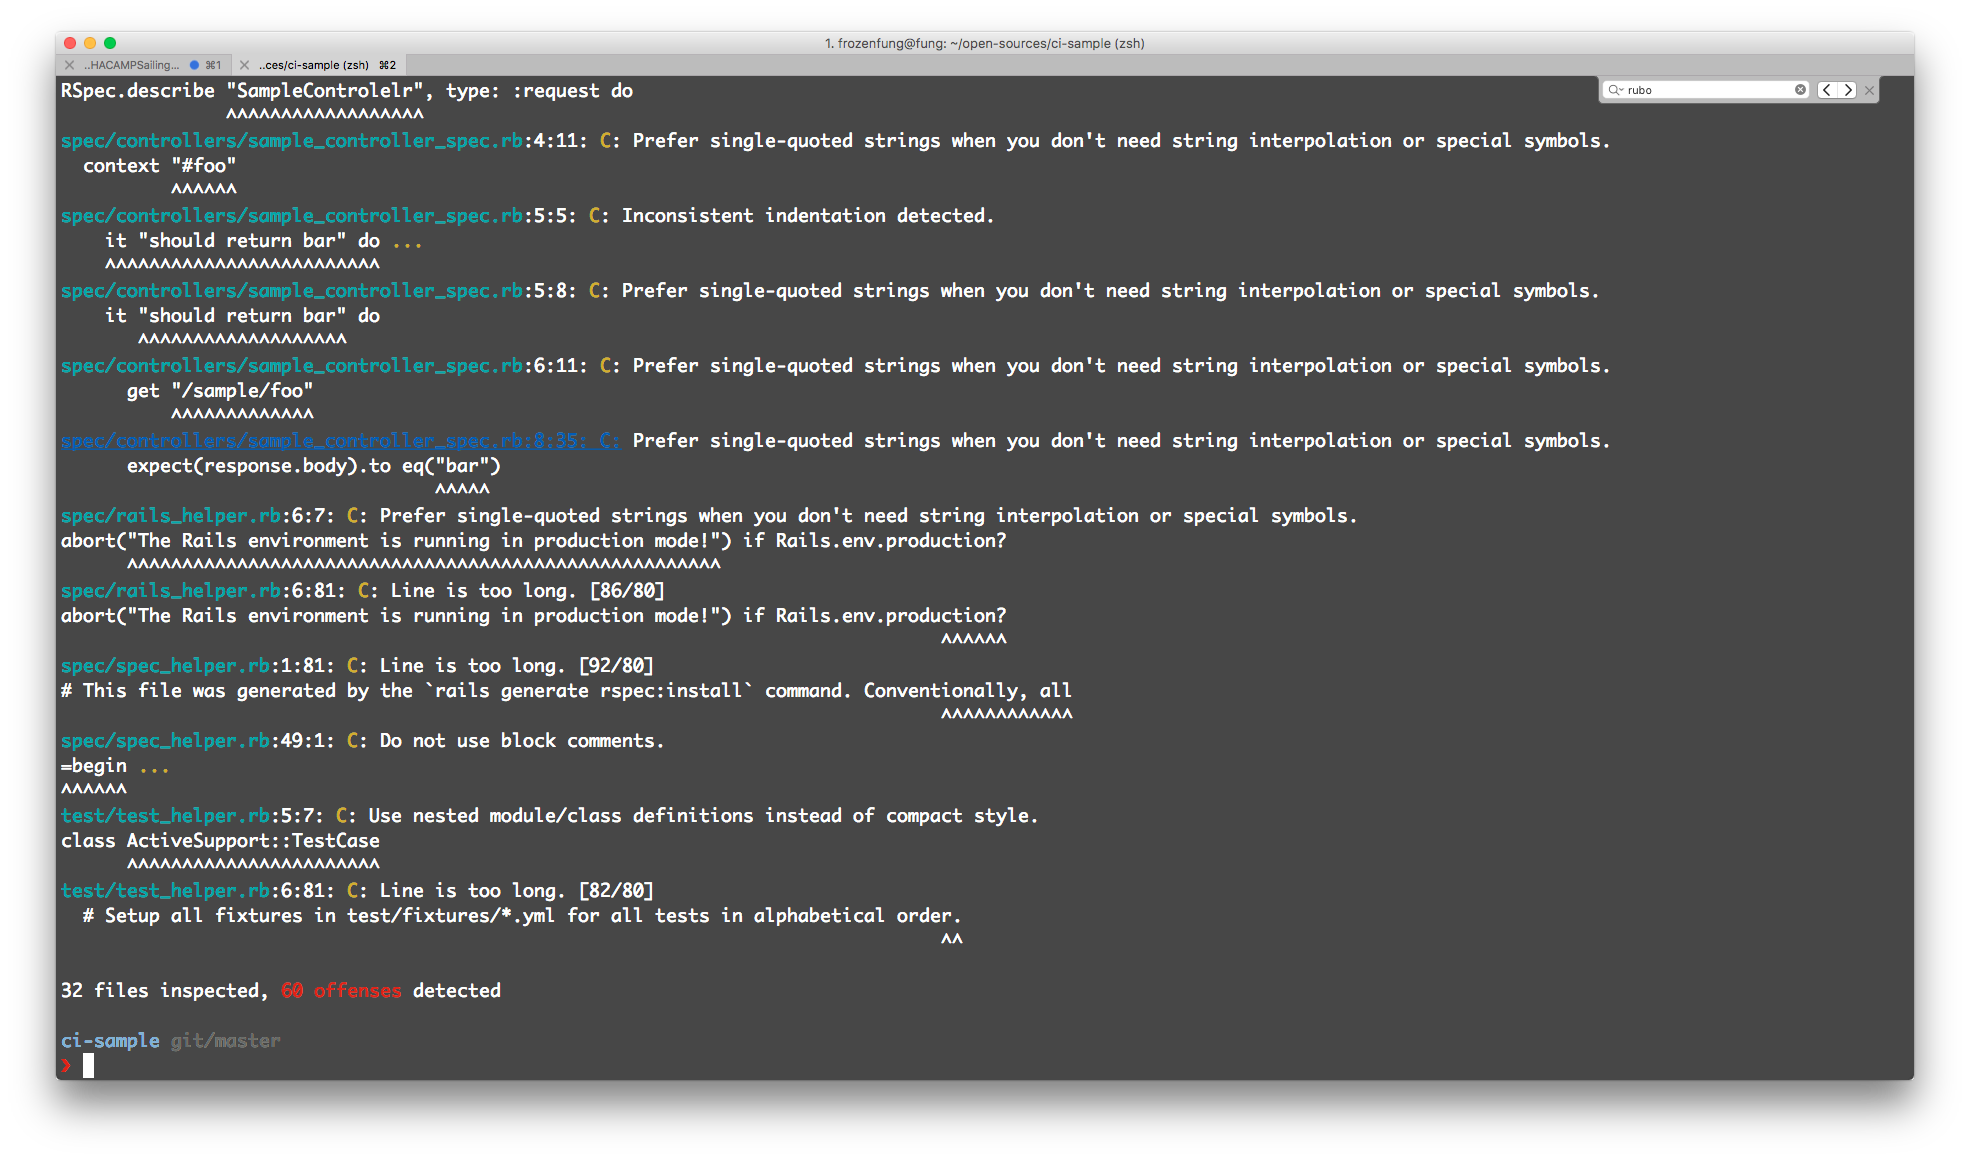 1. frozenfung@fung: ~/open-sources/ci-sample (zsh)
..HACAMPSailing... ⌘1 ..ces/ci-sample (zsh) ⌘2
rubo
RSpec.describe "SampleControlelr", type: :request do
^^^^^^^^^^^^^^^^^^
spec/controllers/sample_controller_spec.rb:4:11: C: Prefer single-quoted strings when you don't need string interpolation or special symbols.
context "#foo"
^^^^^^
spec/controllers/sample_controller_spec.rb:5:5: C: Inconsistent indentation detected.
it "should return bar" do ...
^^^^^^^^^^^^^^^^^^^^^^^^^
spec/controllers/sample_controller_spec.rb:5:8: C: Prefer single-quoted strings when you don't need string interpolation or special symbols.
it "should return bar" do
^^^^^^^^^^^^^^^^^^^
spec/controllers/sample_controller_spec.rb:6:11: C: Prefer single-quoted strings when you don't need string interpolation or special symbols.
get "/sample/foo"
^^^^^^^^^^^^^
spec/controllers/sample_controller_spec.rb:8:35: C: Prefer single-quoted strings when you don't need string interpolation or special symbols.
expect(response.body).to eq("bar")
^^^^^
spec/rails_helper.rb:6:7: C: Prefer single-quoted strings when you don't need string interpolation or special symbols.
abort("The Rails environment is running in production mode!") if Rails.env.production?
^^^^^^^^^^^^^^^^^^^^^^^^^^^^^^^^^^^^^^^^^^^^^^^^^^^^^^
spec/rails_helper.rb:6:81: C: Line is too long. [86/80]
abort("The Rails environment is running in production mode!") if Rails.env.production?
^^^^^^
spec/spec_helper.rb:1:81: C: Line is too long. [92/80]
# This file was generated by the `rails generate rspec:install` command. Conventionally, all
^^^^^^^^^^^^
spec/spec_helper.rb:49:1: C: Do not use block comments.
=begin ...
^^^^^^
test/test_helper.rb:5:7: C: Use nested module/class definitions instead of compact style.
class ActiveSupport::TestCase
^^^^^^^^^^^^^^^^^^^^^^^
test/test_helper.rb:6:81: C: Line is too long. [82/80]
# Setup all fixtures in test/fixtures/*.yml for all tests in alphabetical order.
^^
32 files inspected, 60 offenses detected
ci-sample git/master
❯